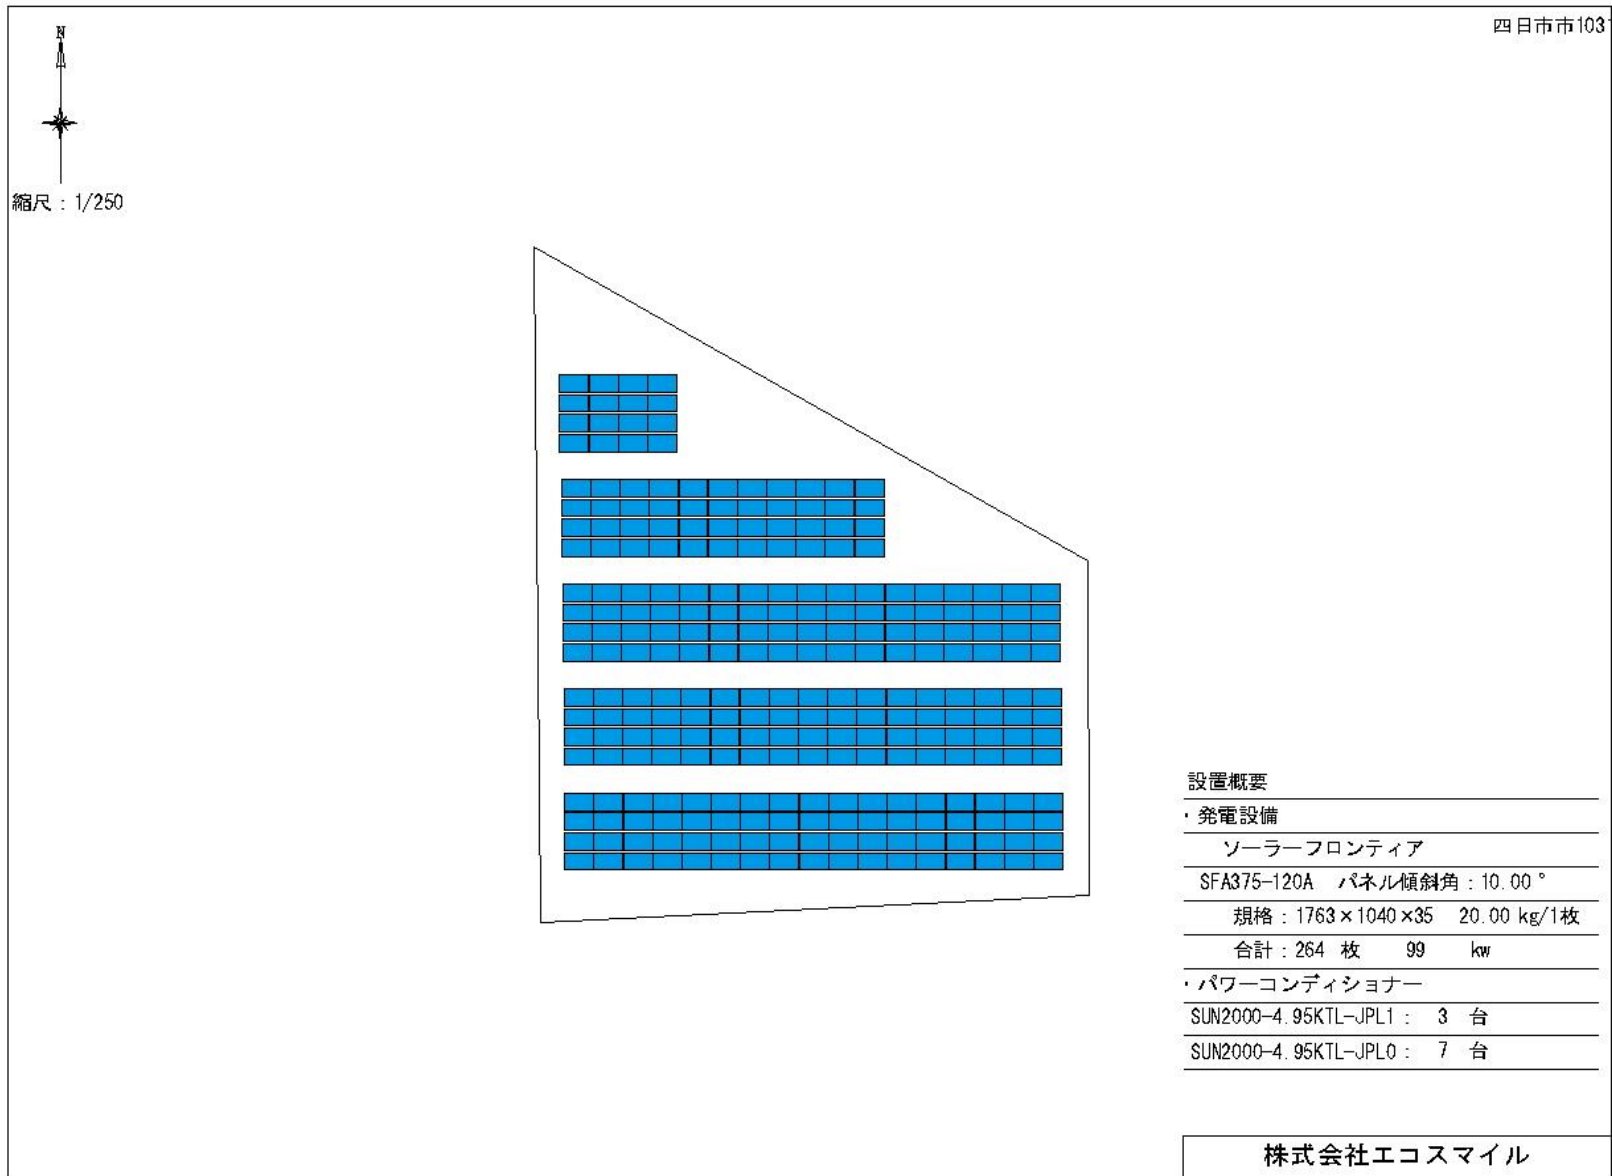 N
四日市市103
縮尺：1/250
設置概要
・発電設備
ソーラーフロンティア
SFA375-120A パネル傾斜角：10.00°
規格：1763×1040×35 20.00 kg/1枚
合計：264 枚 99 kw
・パワーコンディショナー
SUN2000-4.95KTL-JPL1： 3 台
SUN2000-4.95KTL-JPL0： 7 台
株式会社エコスマイル